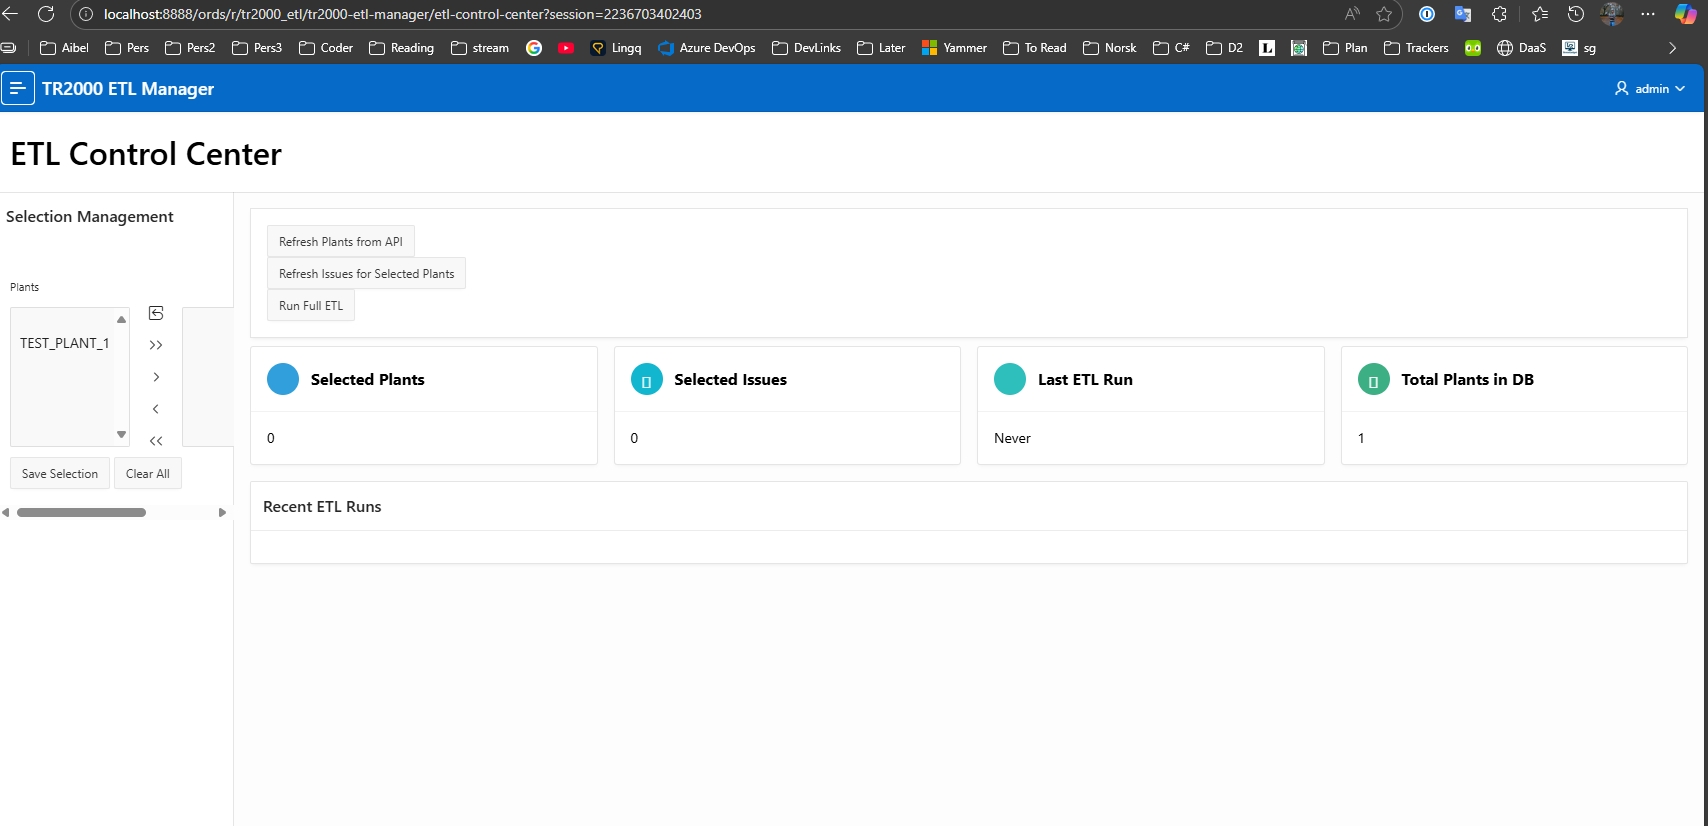 localhost:8888/ords/r/tr2000_etl/tr2000-etl-manager/etl-control-center?session=2236703402403
Aibel Pers Pers2 Pers3 Coder Reading stream Lingq Azure DevOps DevLinks Later Yammer To Read Norsk C# D2 L Plan Trackers DaaS sg
TR2000 ETL Manager
admin
ETL Control Center
Selection Management
Plants
TEST_PLANT_1
Save Selection Clear All
Refresh Plants from API
Refresh Issues for Selected Plants
Run Full ETL
Selected Plants
0
Selected Issues
0
Last ETL Run
Never
Total Plants in DB
1
Recent ETL Runs